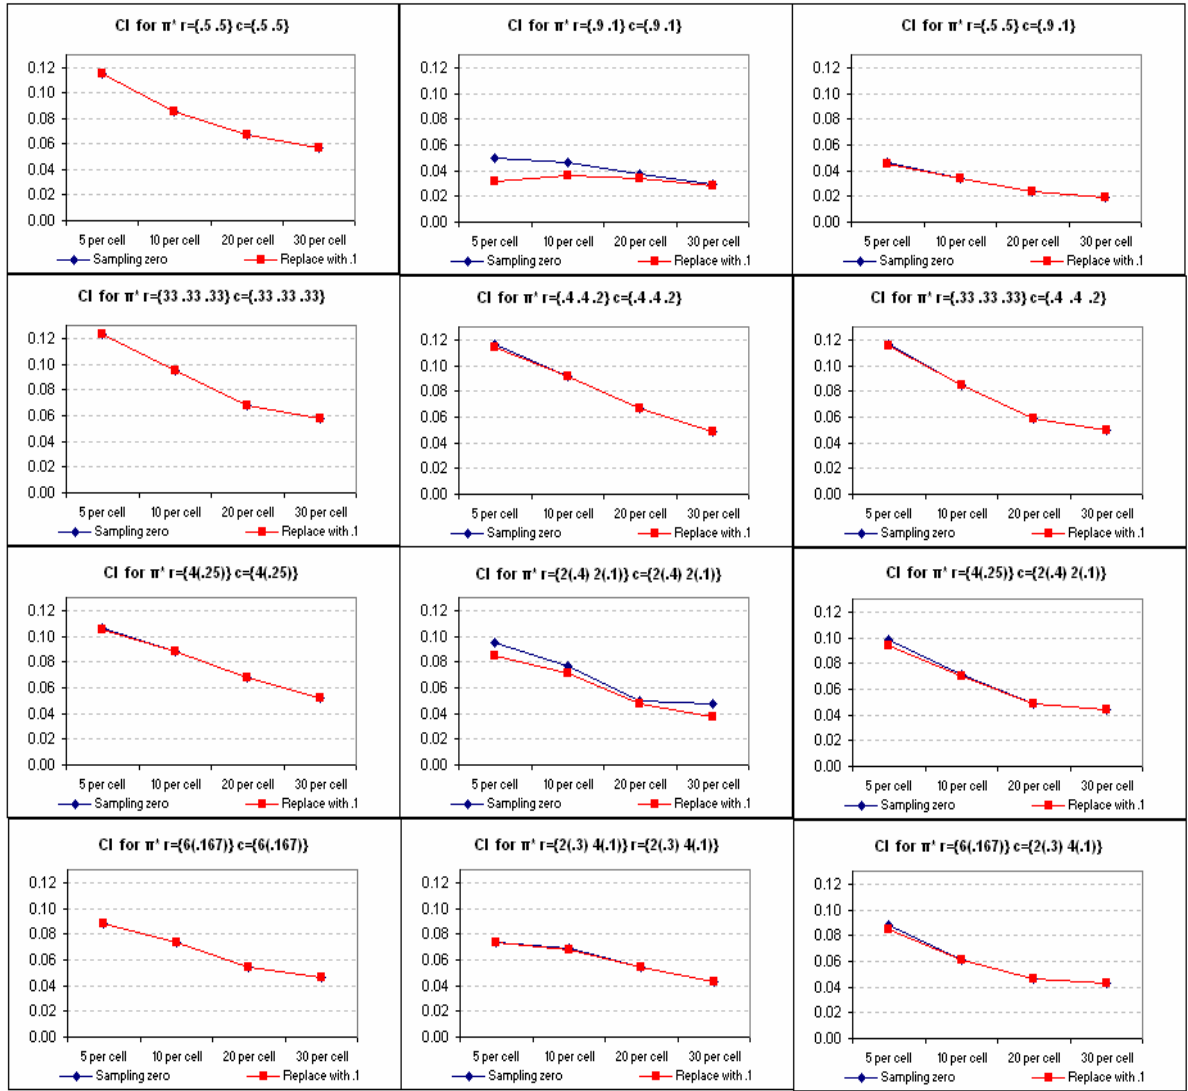 CI for π* r={.5 .5} c={.5 .5}
0.12
0.10
0.08
0.06
0.04
0.02
0.00
5 per cell 10 per cell 20 per cell 30 per cell
Sampling zero Replace with .1
CI for π* r={.9 .1} c={.9 .1}
0.12
0.10
0.08
0.06
0.04
0.02
0.00
5 per cell 10 per cell 20 per cell 30 per cell
Sampling zero Replace with .1
CI for π* r={.5 .5} c={.9 .1}
0.12
0.10
0.08
0.06
0.04
0.02
0.00
5 per cell 10 per cell 20 per cell 30 per cell
Sampling zero Replace with .1
CI for π* r={33 .33 .33} c={.33 .33 .33}
0.12
0.10
0.08
0.06
0.04
0.02
0.00
5 per cell 10 per cell 20 per cell 30 per cell
Sampling zero Replace with .1
CI for π* r={.4 .4 .2} c={.4 .4 .2}
0.12
0.10
0.08
0.06
0.04
0.02
0.00
5 per cell 10 per cell 20 per cell 30 per cell
Sampling zero Replace with .1
CI for π* r={.33 .33 .33} c={.4 .4 .2}
0.12
0.10
0.08
0.06
0.04
0.02
0.00
5 per cell 10 per cell 20 per cell 30 per cell
Sampling zero Replace with .1
CI for π* r={4(.25)} c={4(.25)}
0.12
0.10
0.08
0.06
0.04
0.02
0.00
5 per cell 10 per cell 20 per cell 30 per cell
Sampling zero Replace with .1
CI for π* r={2(.4) 2(.1)} c={2(.4) 2(.1)}
0.12
0.10
0.08
0.06
0.04
0.02
0.00
5 per cell 10 per cell 20 per cell 30 per cell
Sampling zero Replace with .1
CI for π* r={4(.25)} c={2(.4) 2(.1)}
0.12
0.10
0.08
0.06
0.04
0.02
0.00
5 per cell 10 per cell 20 per cell 30 per cell
Sampling zero Replace with .1
CI for π* r={6(.167)} c={6(.167)}
0.12
0.10
0.08
0.06
0.04
0.02
0.00
5 per cell 10 per cell 20 per cell 30 per cell
Sampling zero Replace with .1
CI for π* r={2(.3) 4(.1)} r={2(.3) 4(.1)}
0.12
0.10
0.08
0.06
0.04
0.02
0.00
5 per cell 10 per cell 20 per cell 30 per cell
Sampling zero Replace with .1
CI for π* r={6(.167)} c={2(.3) 4(.1)}
0.12
0.10
0.08
0.06
0.04
0.02
0.00
5 per cell 10 per cell 20 per cell 30 per cell
Sampling zero Replace with .1